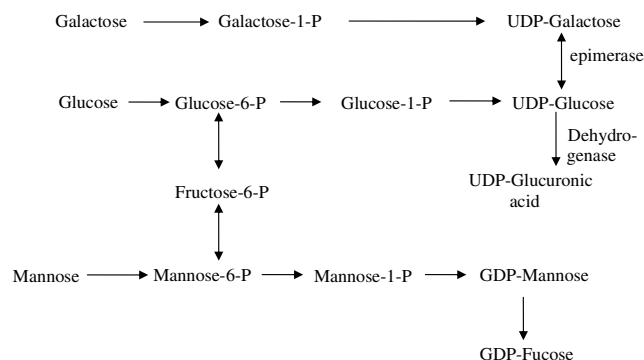 Galactose Galactose-1-P UDP-Galactose
epimerase
Glucose Glucose-6-P Glucose-1-P UDP-Glucose
Dehydro-
genase
UDP-Glucuronic
acid
Fructose-6-P
Mannose Mannose-6-P Mannose-1-P GDP-Mannose
GDP-Fucose